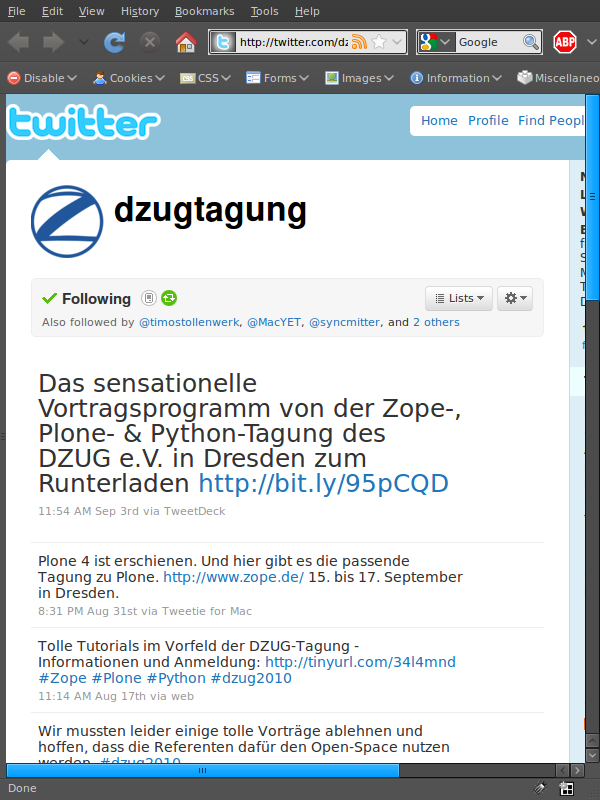 File Edit View History Bookmarks Tools Help
http://twitter.com/dz
Google
ABP
Disable Cookies CSS Forms Images Information Miscellaneo
twitter
Home Profile Find Peopl
dzugtagung
Following
Lists
Also followed by @timostollenwerk, @MacYET, @syncmitter, and 2 others
Das sensationelle
Vortragsprogramm von der Zope-,
Plone- & Python-Tagung des
DZUG e.V. in Dresden zum
Runterladen http://bit.ly/95pCQD
11:54 AM Sep 3rd via TweetDeck
Plone 4 ist erschienen. Und hier gibt es die passende
Tagung zu Plone. http://www.zope.de/ 15. bis 17. September
in Dresden.
8:31 PM Aug 31st via Tweetie for Mac
Tolle Tutorials im Vorfeld der DZUG-Tagung -
Informationen und Anmeldung: http://tinyurl.com/34l4mnd
#Zope #Plone #Python #dzug2010
11:14 AM Aug 17th via web
Wir mussten leider einige tolle Vorträge ablehnen und
hoffen, dass die Referenten dafür den Open-Space nutzen
werden. #dzug2010
Done